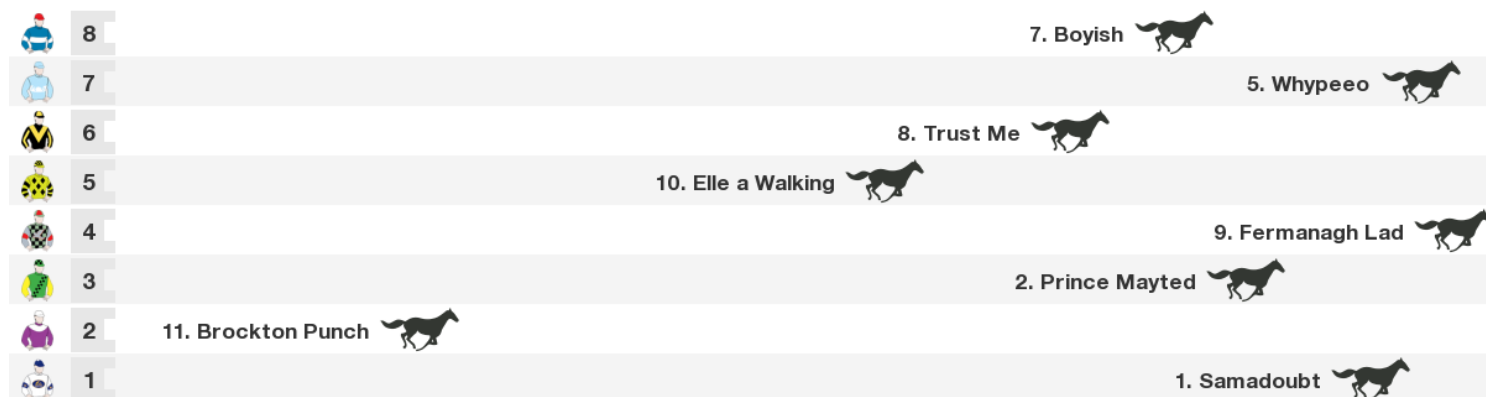 8 7. Boyish
7 5. Whypeeo
6 8. Trust Me
5 10. Elle a Walking
4 9. Fermanagh Lad
3 2. Prince Mayted
2 11. Brockton Punch
1 1. Samadoubt